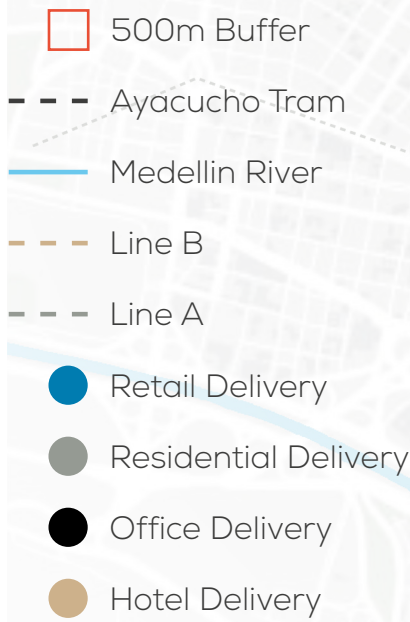 500m Buffer
Ayacucho Tram
Medellin River
Line B
Line A
Retail Delivery
Residential Delivery
Office Delivery
Hotel Delivery